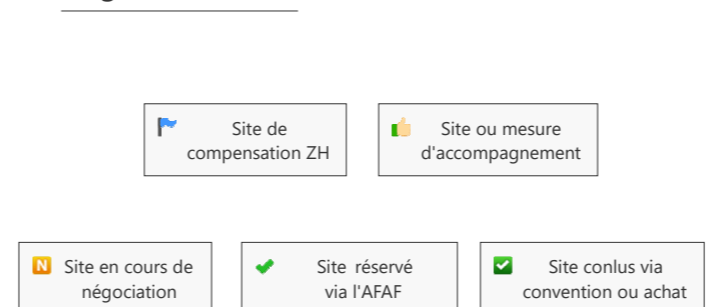 Site de
compensation ZH
Site ou mesure
d'accompagnement
N Site en cours de
négociation
Site réservé
via l'AFAF
Site conlus via
convention ou achat